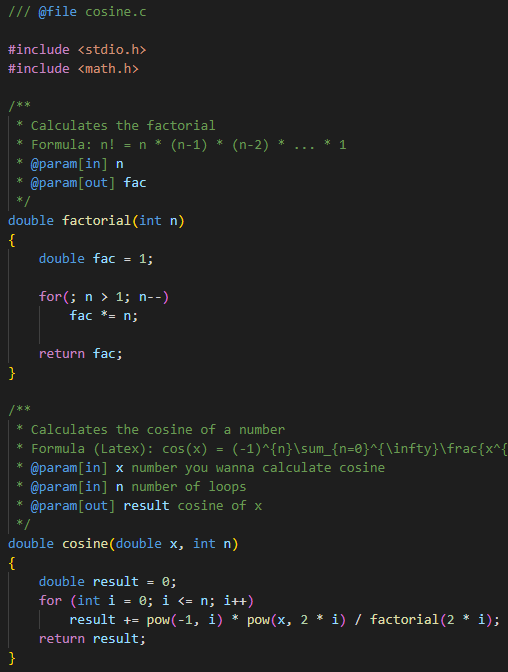 /// @file cosine.c
#include <stdio.h>
#include <math.h>
/**
* Calculates the factorial
* Formula: n! = n * (n-1) * (n-2) * ... * 1
* @param[in] n
* @param[out] fac
*/
double factorial(int n)
{
double fac = 1;
for(; n > 1; n--)
fac *= n;
return fac;
}
/**
* Calculates the cosine of a number
* Formula (Latex): cos(x) = (-1)^{n}\sum_{n=0}^{\infty}\frac{x^{
* @param[in] x number you wanna calculate cosine
* @param[in] n number of loops
* @param[out] result cosine of x
*/
double cosine(double x, int n)
{
double result = 0;
for (int i = 0; i <= n; i++)
result += pow(-1, i) * pow(x, 2 * i) / factorial(2 * i);
return result;
}